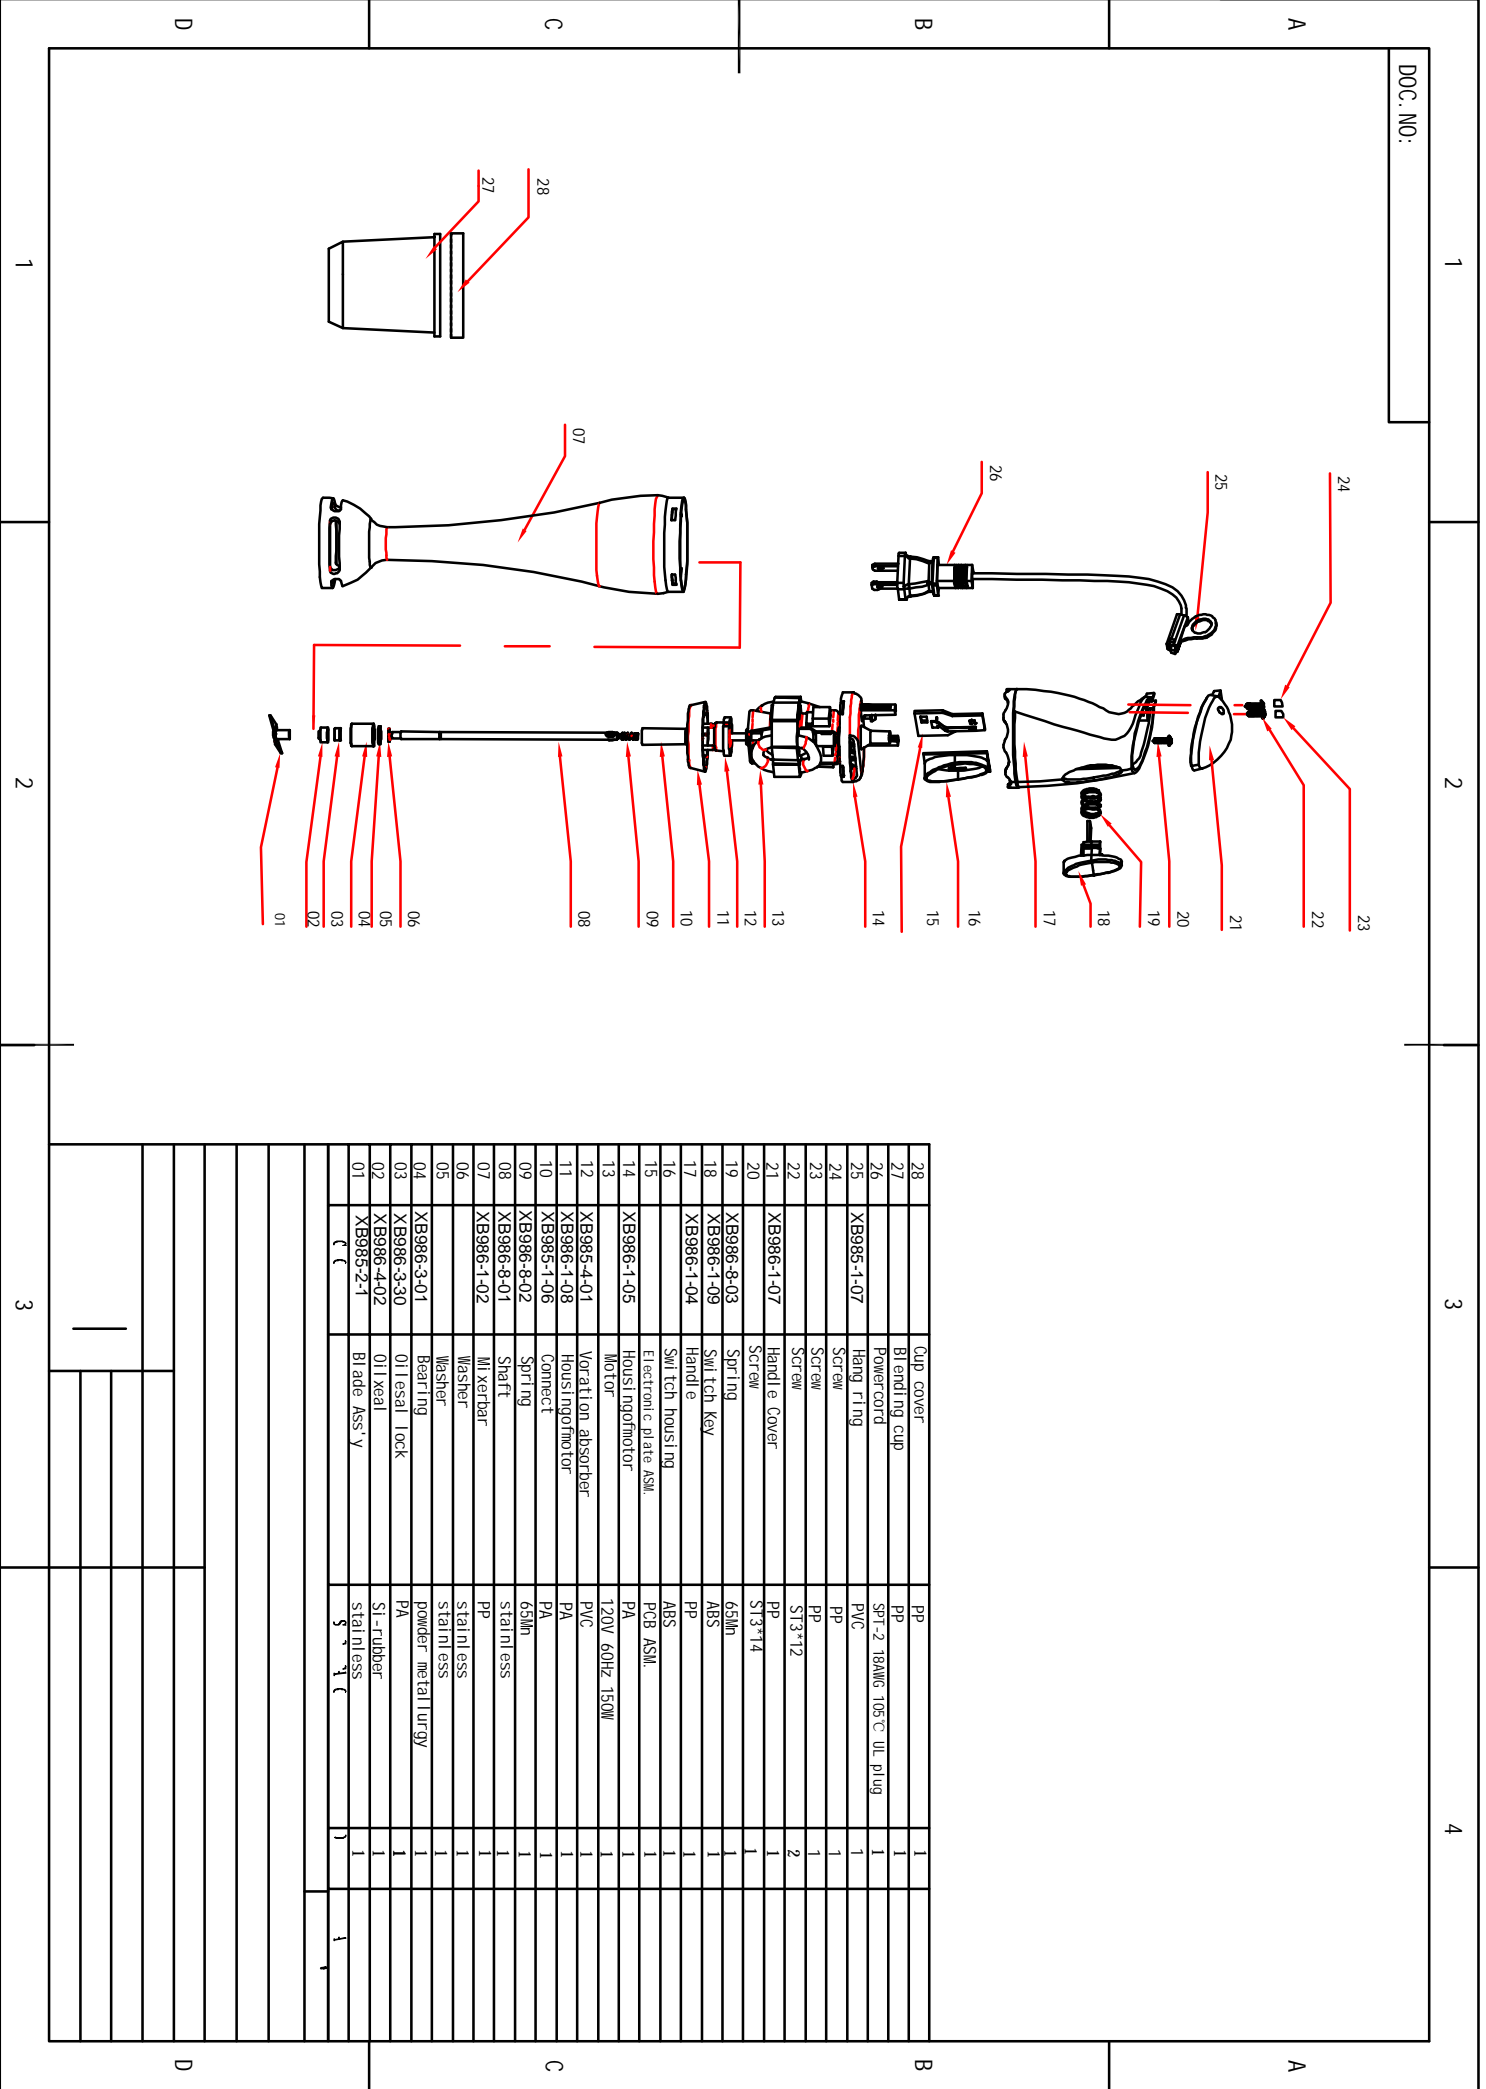 DOC. NO:
1
2
3
4
1
2
3
A
B
C
D
A
B
C
D
24
25
26
28
27
07
23
22
21
20
19
18
17
16
15
14
13
12
11
10
09
08
06
05
04
03
02
01
28 Cup cover PP 1
27 Blending cup PP 1
26 Powercord SPT-2 18AWG 105℃ UL plug 1
25 XB985-1-07 Hang ring PVC 1
24 Screw PP 1
23 Screw PP 1
22 Screw ST3*12 2
21 XB986-1-07 Handle Cover PP 1
20 Screw ST3*14 1
19 XB986-8-03 Spring 65Mn 1
18 XB986-1-09 Switch Key ABS 1
17 XB986-1-04 Handle PP 1
16 Switch housing ABS 1
15 Electronic plate ASM. PCB ASM. 1
14 XB986-1-05 Housingofmotor PA 1
13 Motor 120V 60Hz 150W 1
12 XB985-4-01 Voration absorber PVC 1
11 XB986-1-08 Housingofmotor PA 1
10 XB985-1-06 Connect PA 1
09 XB986-8-02 Spring 65Mn 1
08 XB986-8-01 Shaft stainless 1
07 XB986-1-02 Mixerbar PP 1
06 Washer stainless 1
05 Washer stainless 1
04 XB986-3-01 Bearing powder metallurgy 1
03 XB986-3-30 Oilesal lock PA 1
02 XB986-4-02 Oilxeal Si-rubber 1
01 XB985-2-1 Blade Ass'y stainless 1